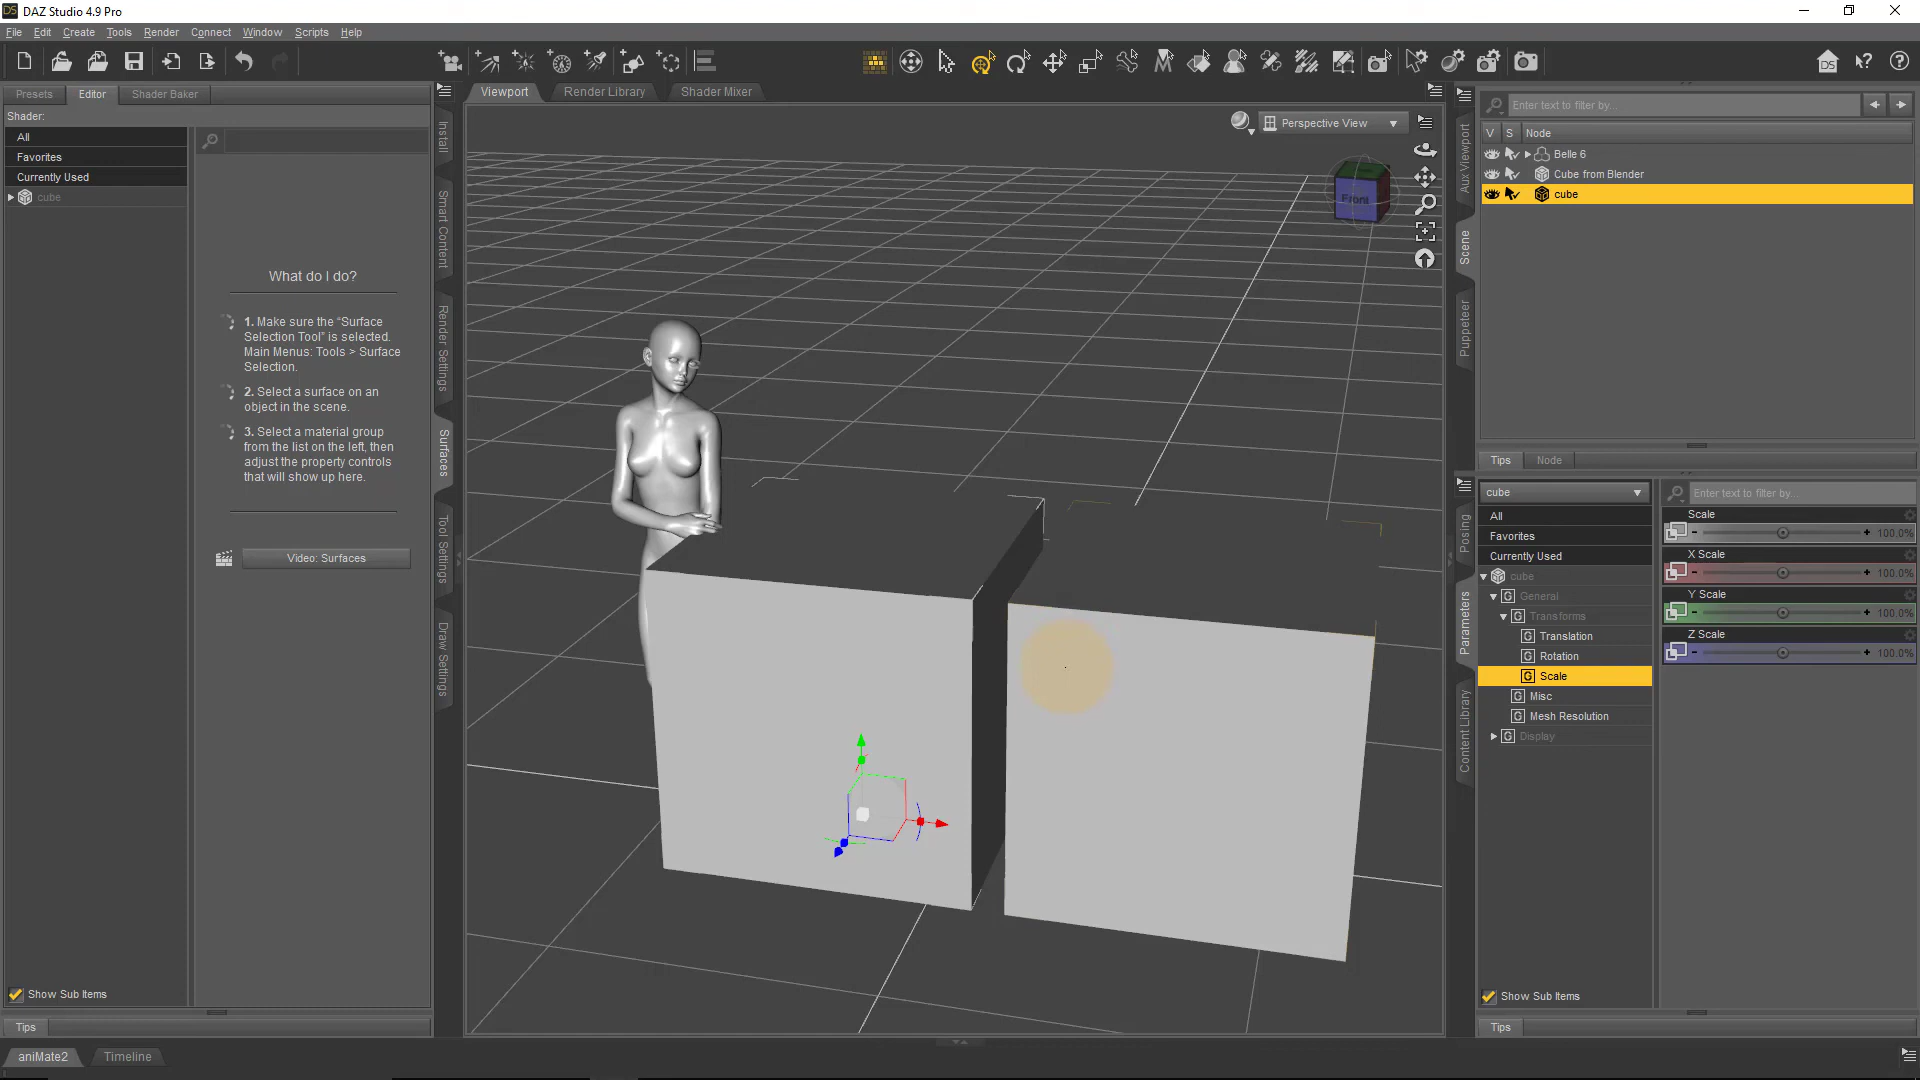 DAZ Studio 4.9 Pro
File Edit Create Tools Render Connect Window Scripts Help
Presets Editor Shader Baker
Viewport Render Library Shader Mixer
Shader:
All
Favorites
Currently Used
cube
What do I do?
1. Make sure the “Surface
Selection Tool” is selected.
Main Menus: Tools > Surface
Selection.
2. Select a surface on an
object in the scene.
3. Select a material group
from the list on the left, then
adjust the property controls
that will show up here.
Video: Surfaces
Show Sub Items
Tips
aniMate2 Timeline
Install
Smart Content
Render Settings
Surfaces
Tool Settings
Draw Settings
Perspective View
Front
Aux Viewport
Scene
Puppeteer
Posing
Parameters
Content Library
Enter text to filter by...
V S Node
Belle 6
Cube from Blender
cube
Tips Node
cube
Enter text to filter by...
All
Favorites
Currently Used
cube
General
Transforms
Translation
Rotation
Scale
Misc
Mesh Resolution
Display
Scale
100.0%
X Scale
100.0%
Y Scale
100.0%
Z Scale
100.0%
Show Sub Items
Tips